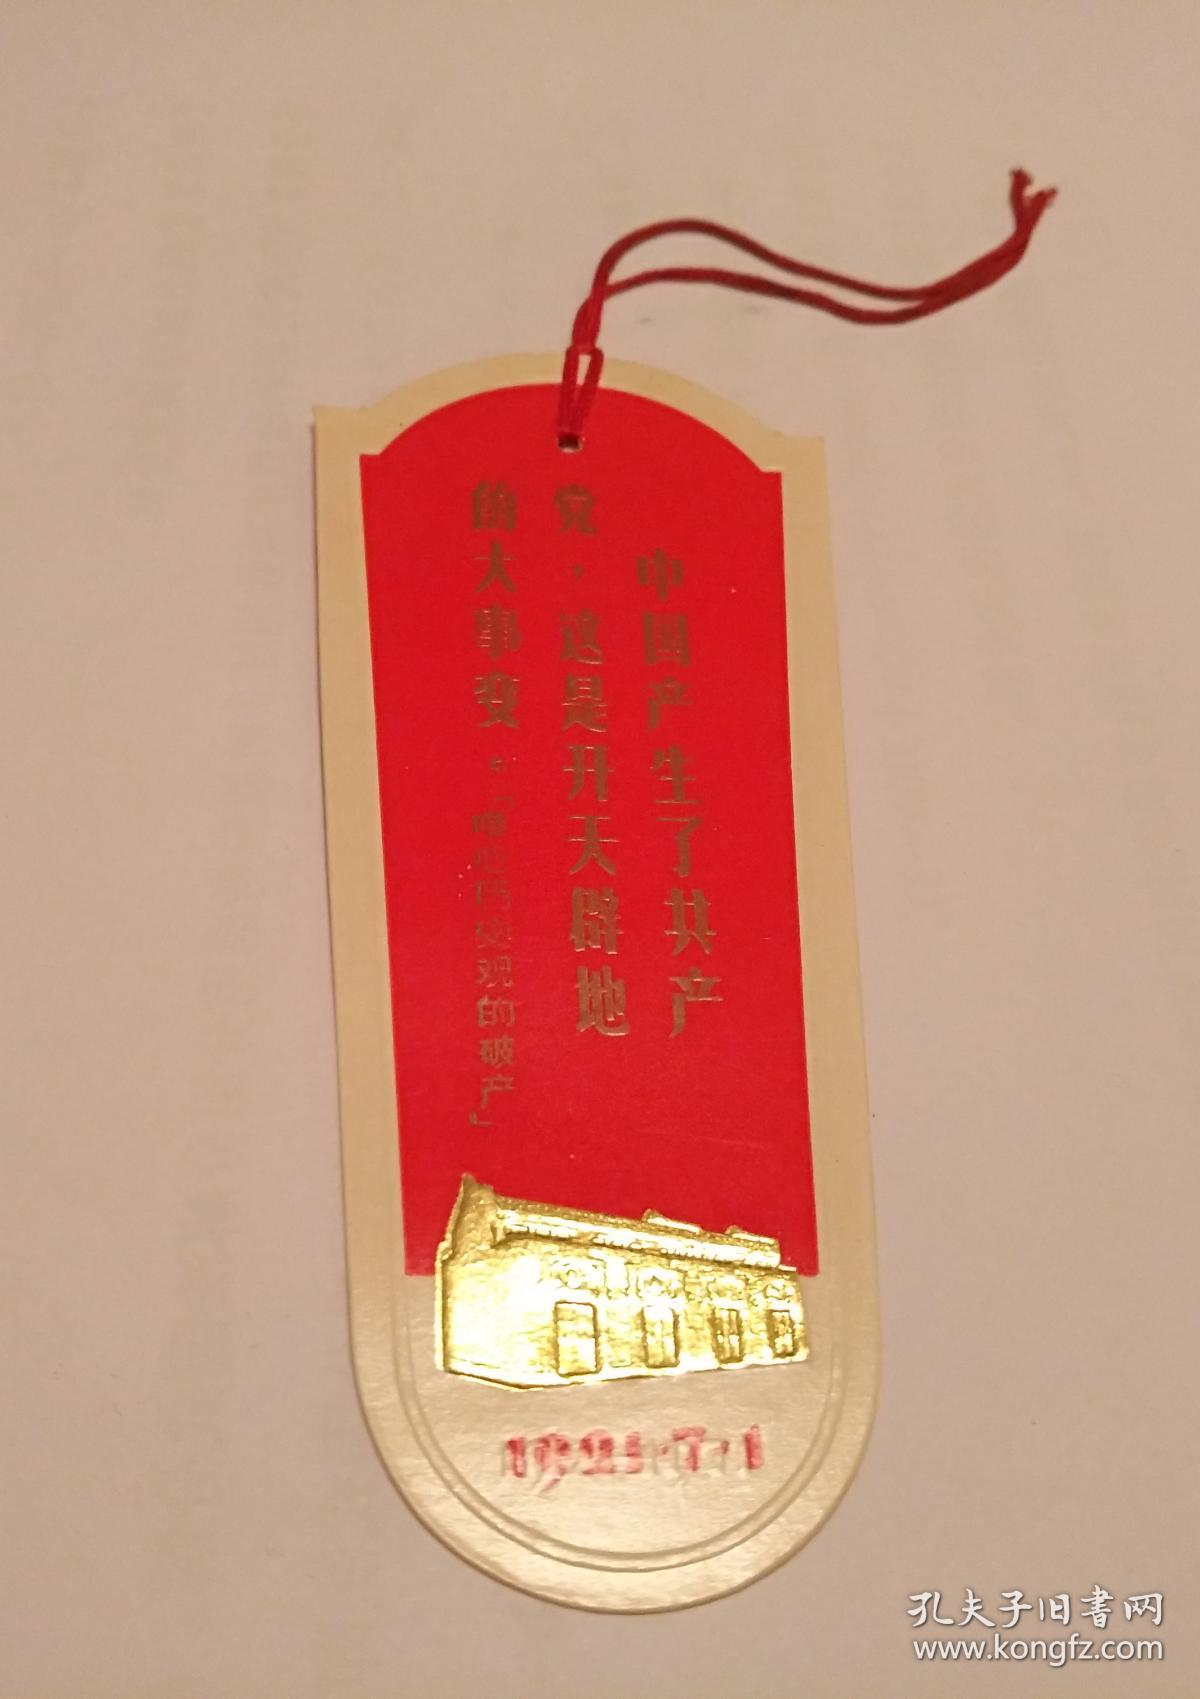 中国产生了共产
党，这是开天辟地
的大事变。「唯心历史观的破产」
1921·7·1
孔夫子旧書网
www.kongfz.com